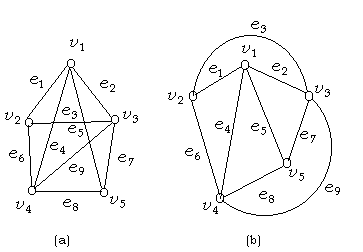 e3
v1 v1
e1 e2 e1 e2
v2 e3 v3 v2 v3
e5 e4 e5 e7
e6 e4 e7 e6
e9 v5
v4 e8 v5 v4 e8 e9
(a) (b)